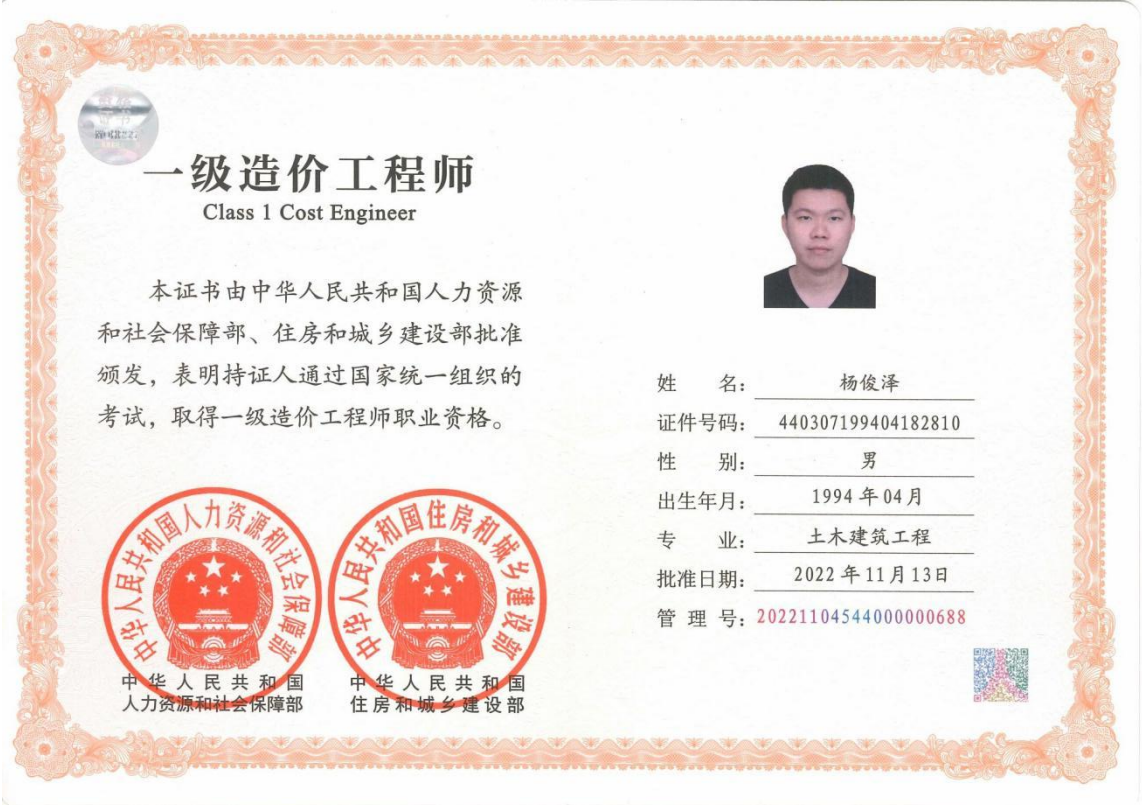 一级造价工程师
Class 1 Cost Engineer
本证书由中华人民共和国人力资源
和社会保障部、住房和城乡建设部批准
颁发，表明持证人通过国家统一组织的
考试，取得一级造价工程师职业资格。
中华人民共和国人力资源和社会保障部
中华人民共和国住房和城乡建设部
中华人民共和国
人力资源和社会保障部
中华人民共和国
住房和城乡建设部
姓 名： 杨俊泽
证件号码： 440307199404182810
性 别： 男
出生年月： 1994年04月
专 业： 土木建筑工程
批准日期： 2022年11月13日
管 理 号： 20221104544000000688